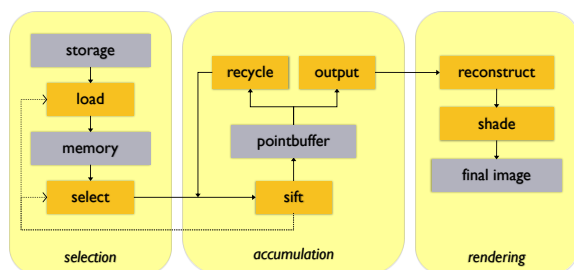 storage
load
memory
select
selection
recycle
output
pointbuffer
sift
accumulation
reconstruct
shade
final image
rendering